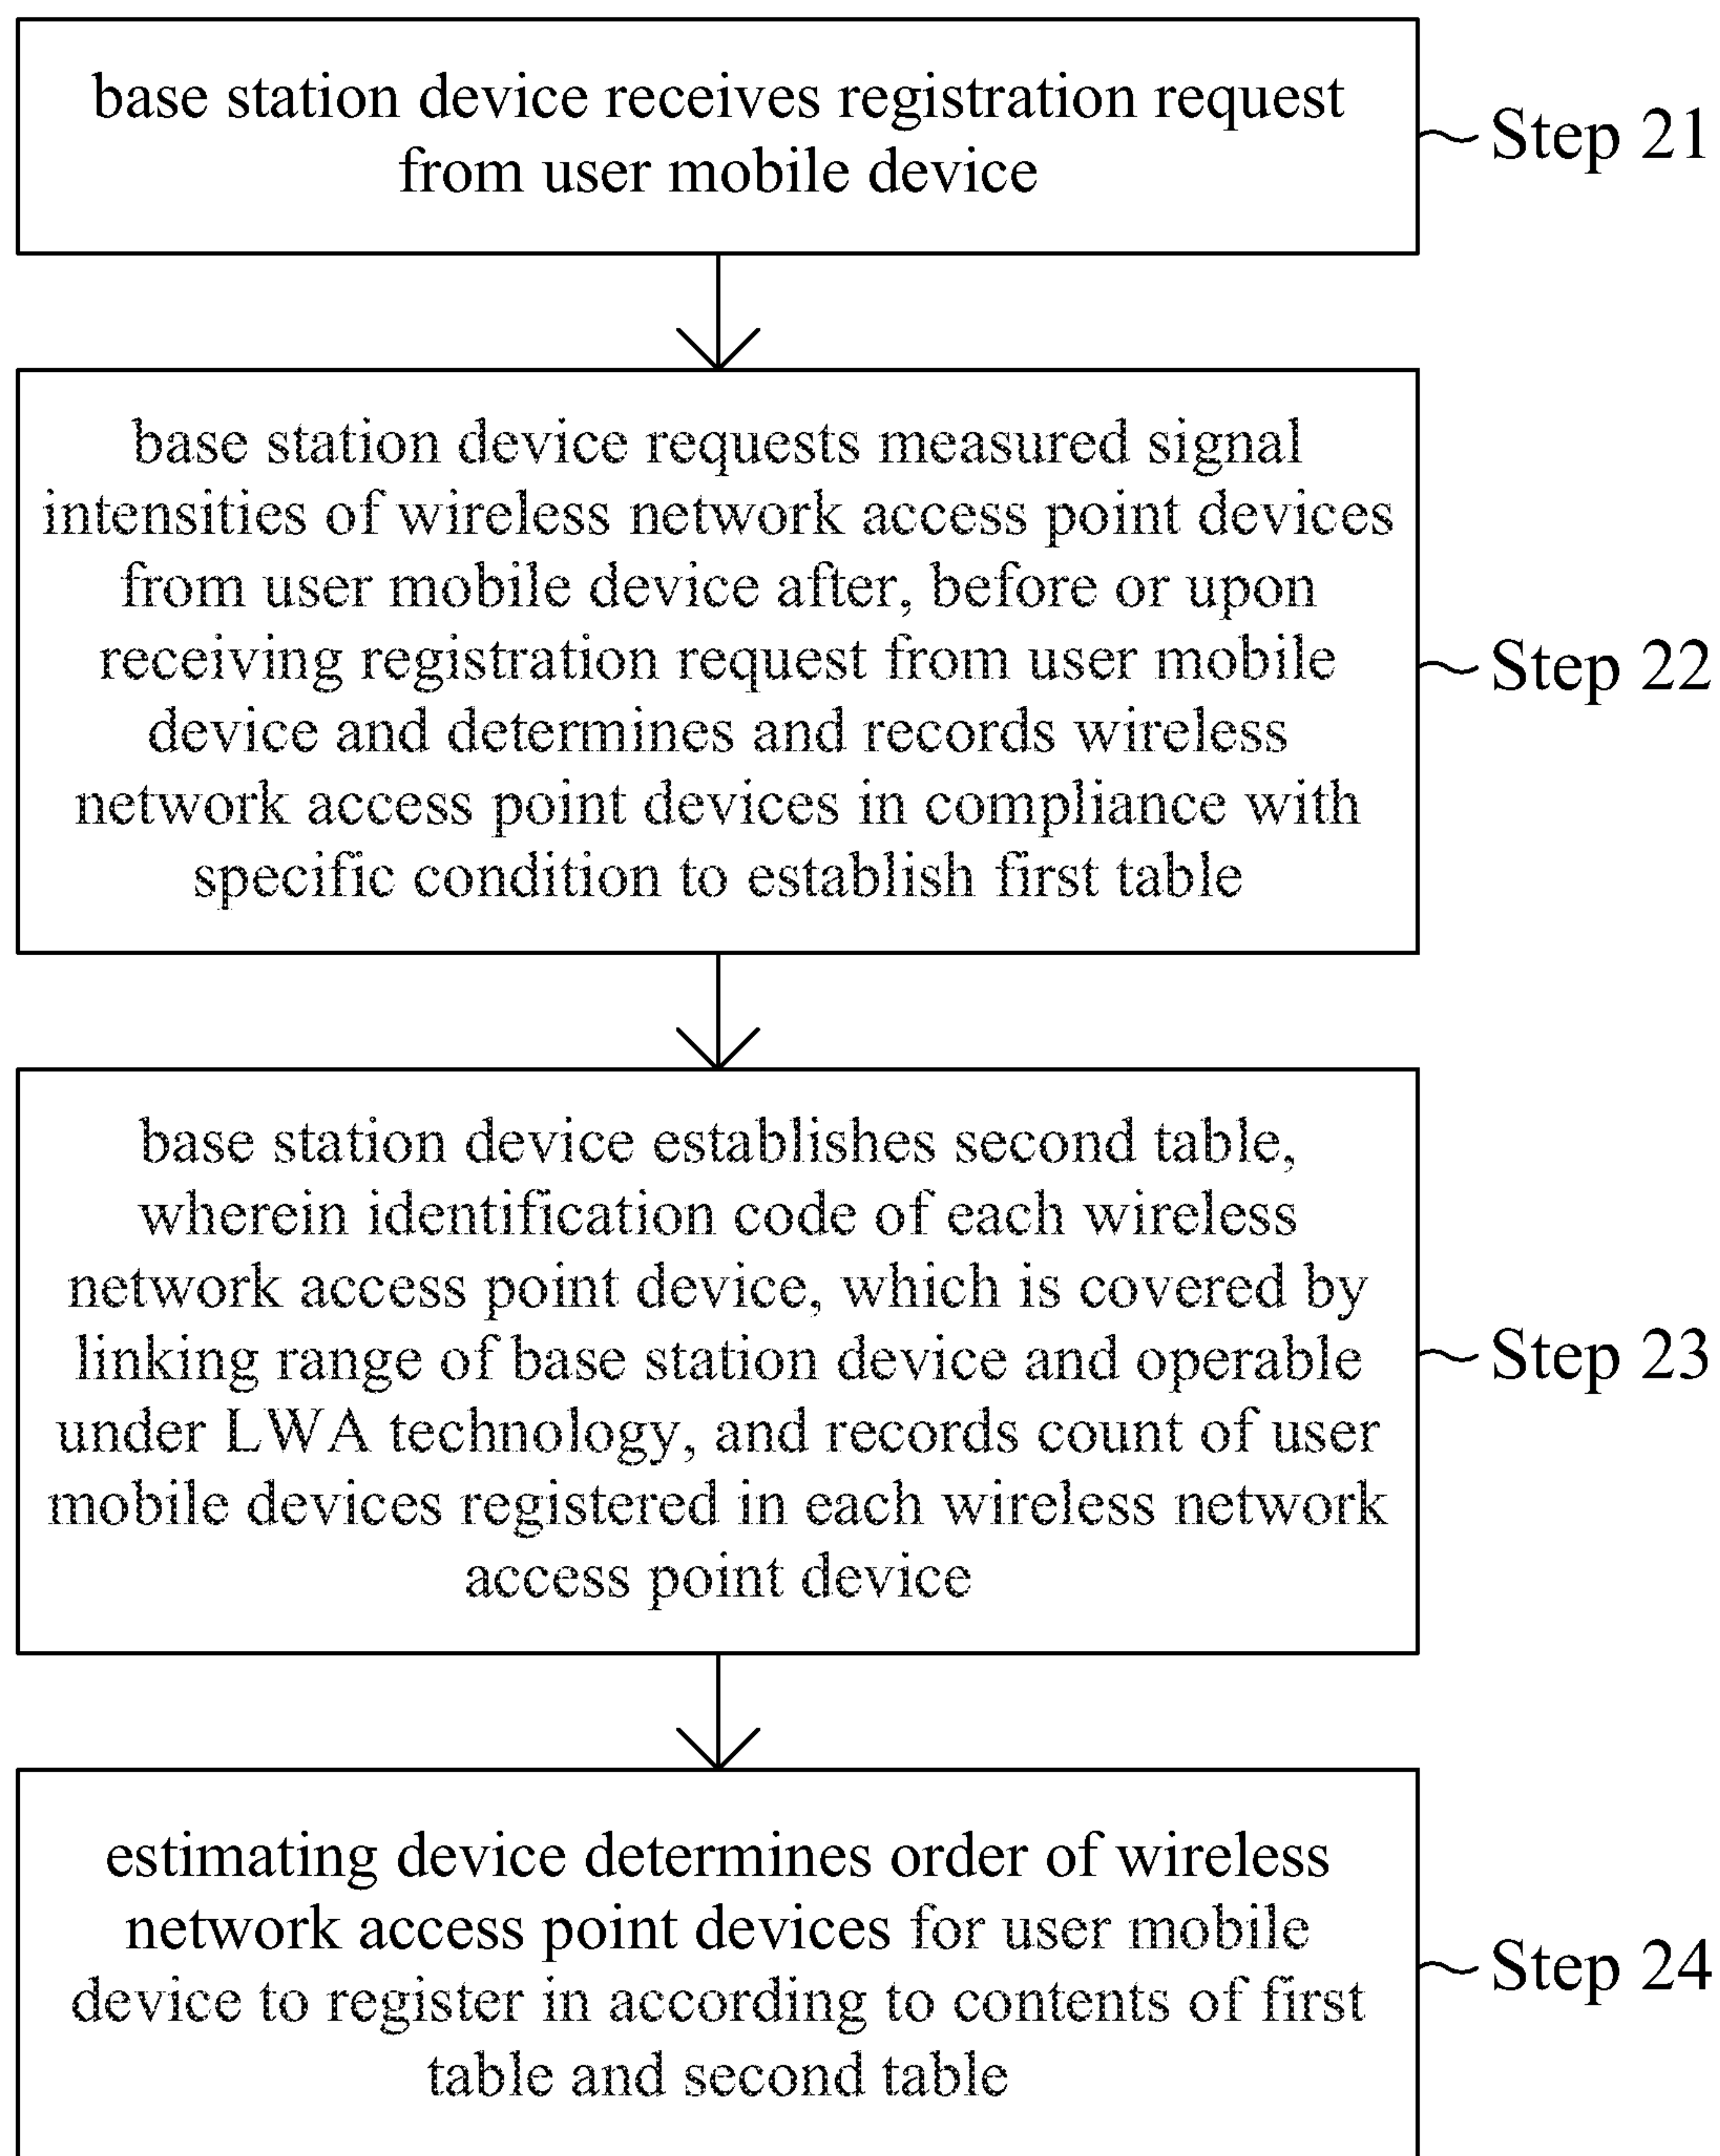 base station device receives registration request
from user mobile device
Step 21
base station device requests measured signal
intensities of wireless network access point devices
from user mobile device after, before or upon
receiving registration request from user mobile
device and determines and records wireless
network access point devices in compliance with
specific condition to establish first table
Step 22
base station device establishes second table,
wherein identification code of each wireless
network access point device, which is covered by
linking range of base station device and operable
under LWA technology, and records count of user
mobile devices registered in each wireless network
access point device
Step 23
estimating device determines order of wireless
network access point devices for user mobile
device to register in according to contents of first
table and second table
Step 24